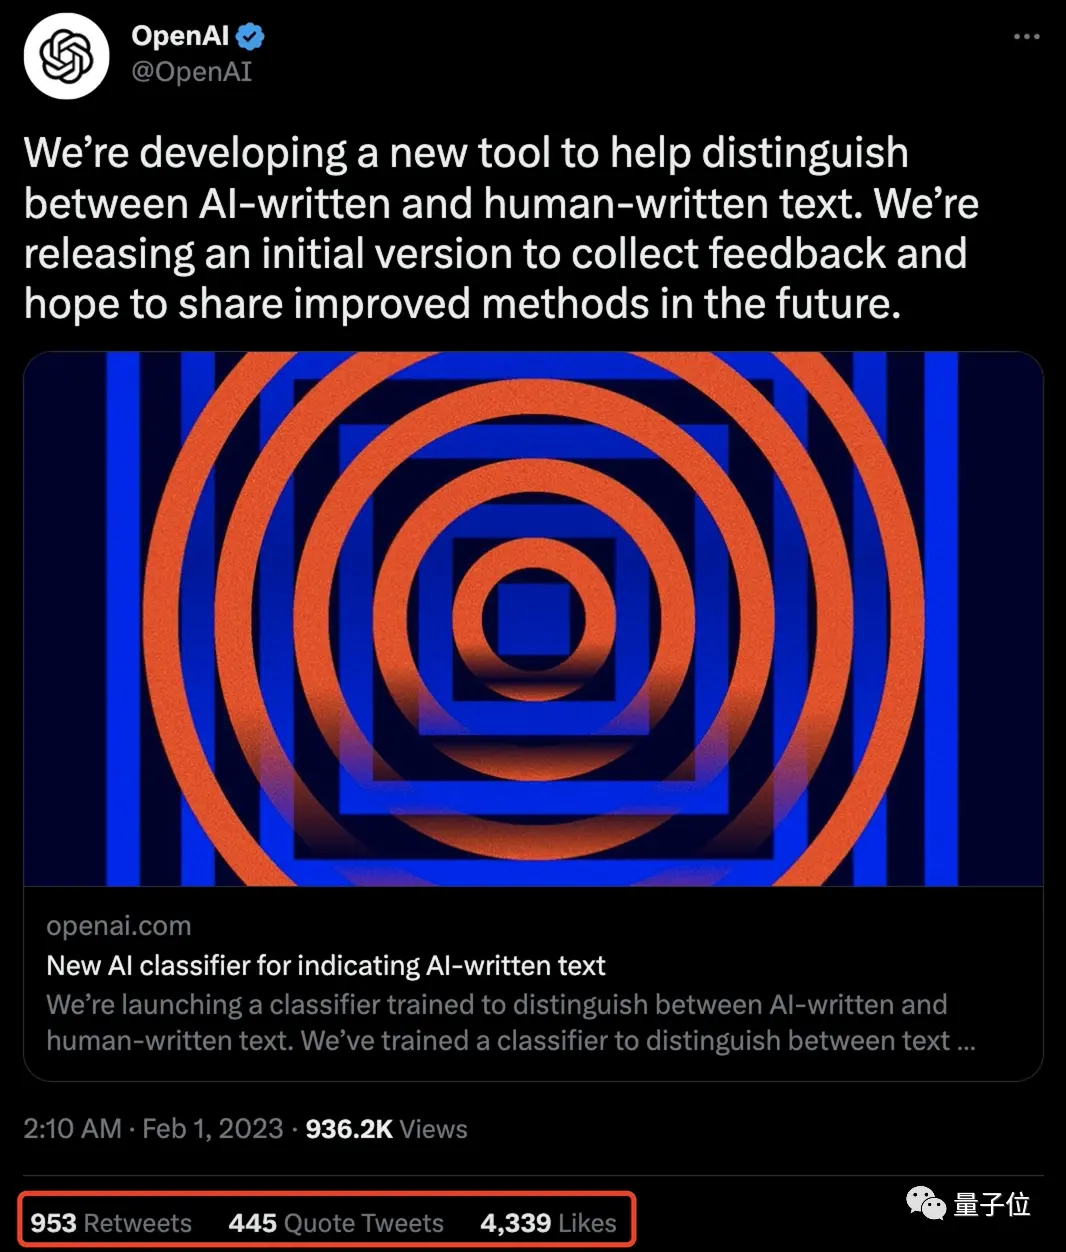 OpenAI
@OpenAI
We’re developing a new tool to help distinguish
between AI-written and human-written text. We’re
releasing an initial version to collect feedback and
hope to share improved methods in the future.
openai.com
New AI classifier for indicating AI-written text
We’re launching a classifier trained to distinguish between AI-written and
human-written text. We’ve trained a classifier to distinguish between text ...
2:10 AM · Feb 1, 2023 · 936.2K Views
953 Retweets 445 Quote Tweets 4,339 Likes
量子位